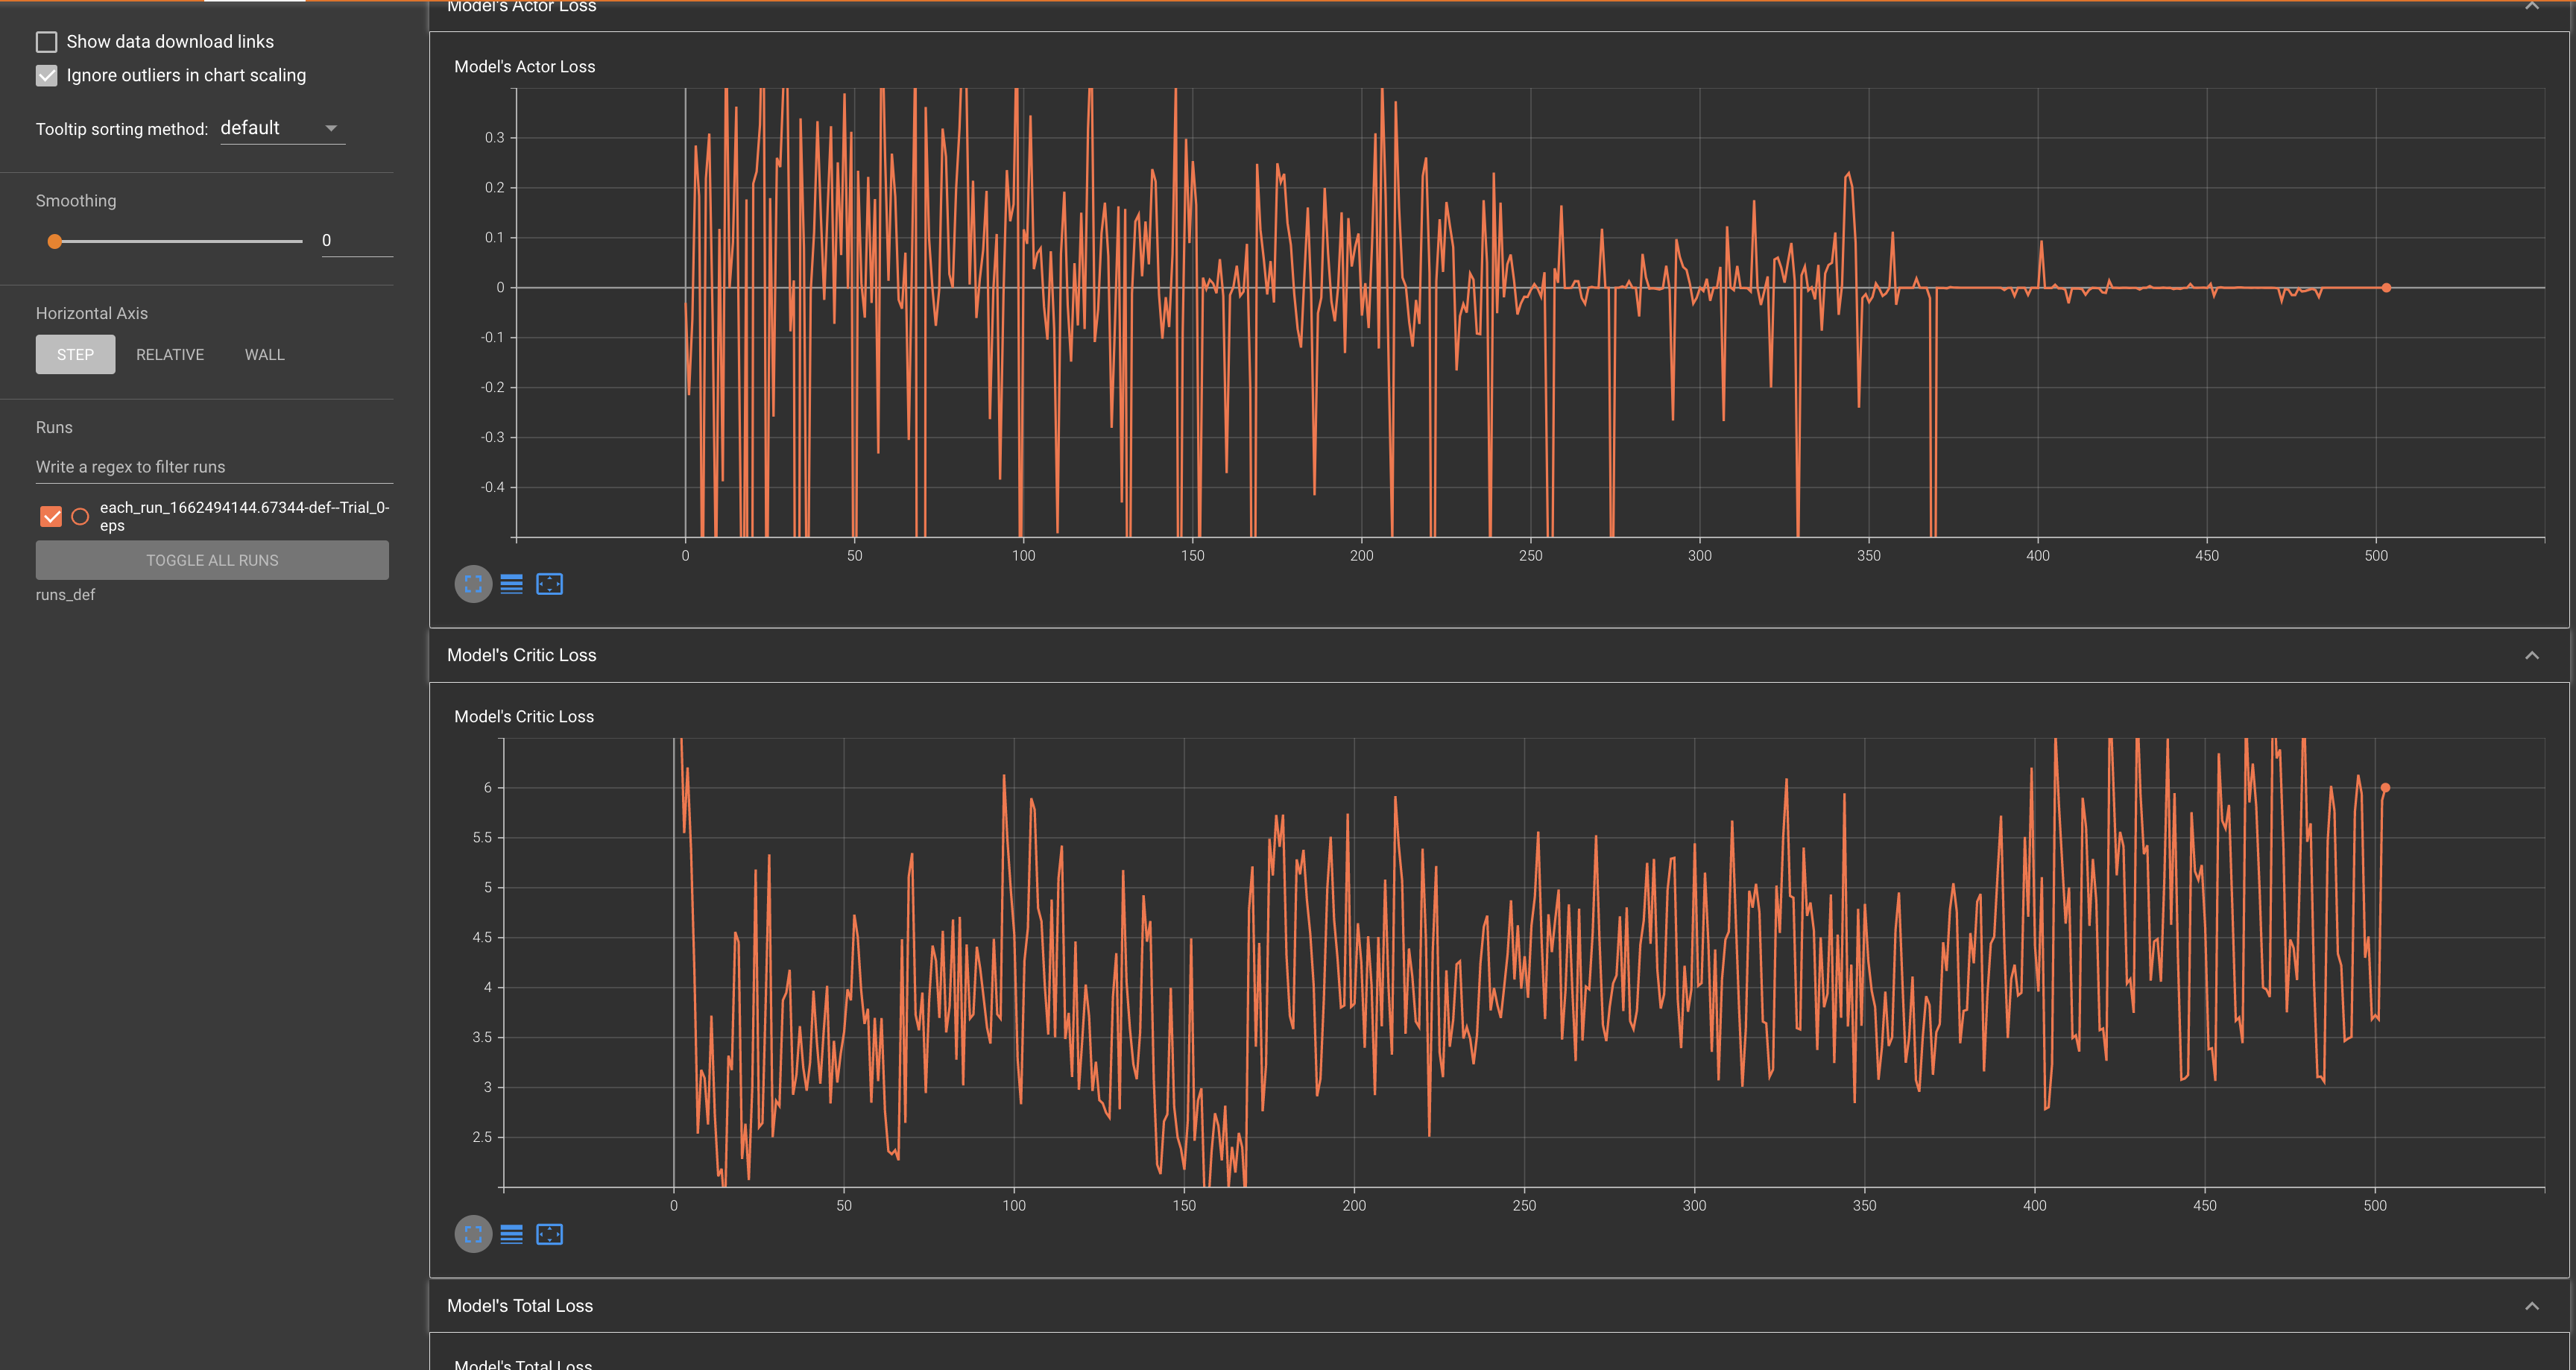 Show data download links
Ignore outliers in chart scaling
Tooltip sorting method: default
Smoothing
0
Horizontal Axis
STEP RELATIVE WALL
Runs
Write a regex to filter runs
each_run_1662494144.67344-def--Trial_0-
eps
TOGGLE ALL RUNS
runs_def
Model's Actor Loss
Model's Actor Loss
0.3
0.2
0.1
0
-0.1
-0.2
-0.3
-0.4
0 50 100 150 200 250 300 350 400 450 500
Model's Critic Loss
Model's Critic Loss
6
5.5
5
4.5
4
3.5
3
2.5
0 50 100 150 200 250 300 350 400 450 500
Model's Total Loss
Model's Total Loss